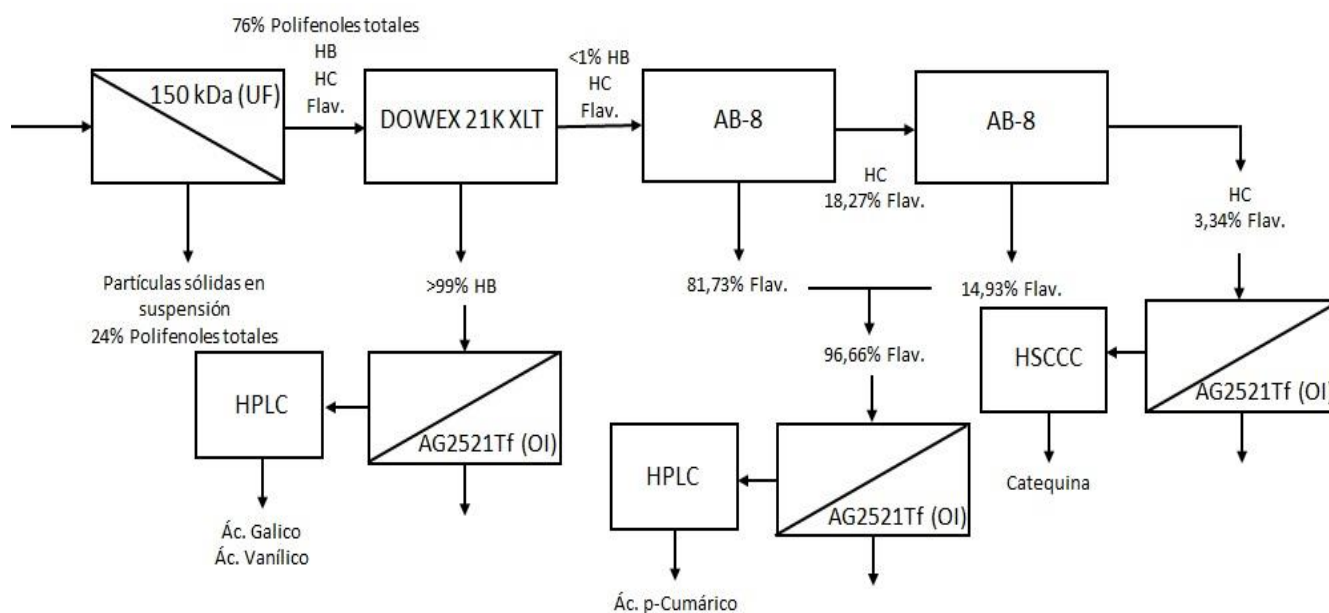 76% Polifenoles totales
HB
HC
Flav.
<1% HB
HC
Flav.
150 kDa (UF)
DOWEX 21K XLT
AB-8
AB-8
HC
18,27% Flav.
HC
3,34% Flav.
Partículas sólidas en
suspensión
24% Polifenoles totales
>99% HB
81,73% Flav.
14,93% Flav.
96,66% Flav.
HPLC
AG2521Tf (OI)
HSCCC
AG2521Tf (OI)
HPLC
AG2521Tf (OI)
Catequina
Ác. Galico
Ác. Vanílico
Ác. p-Cumárico